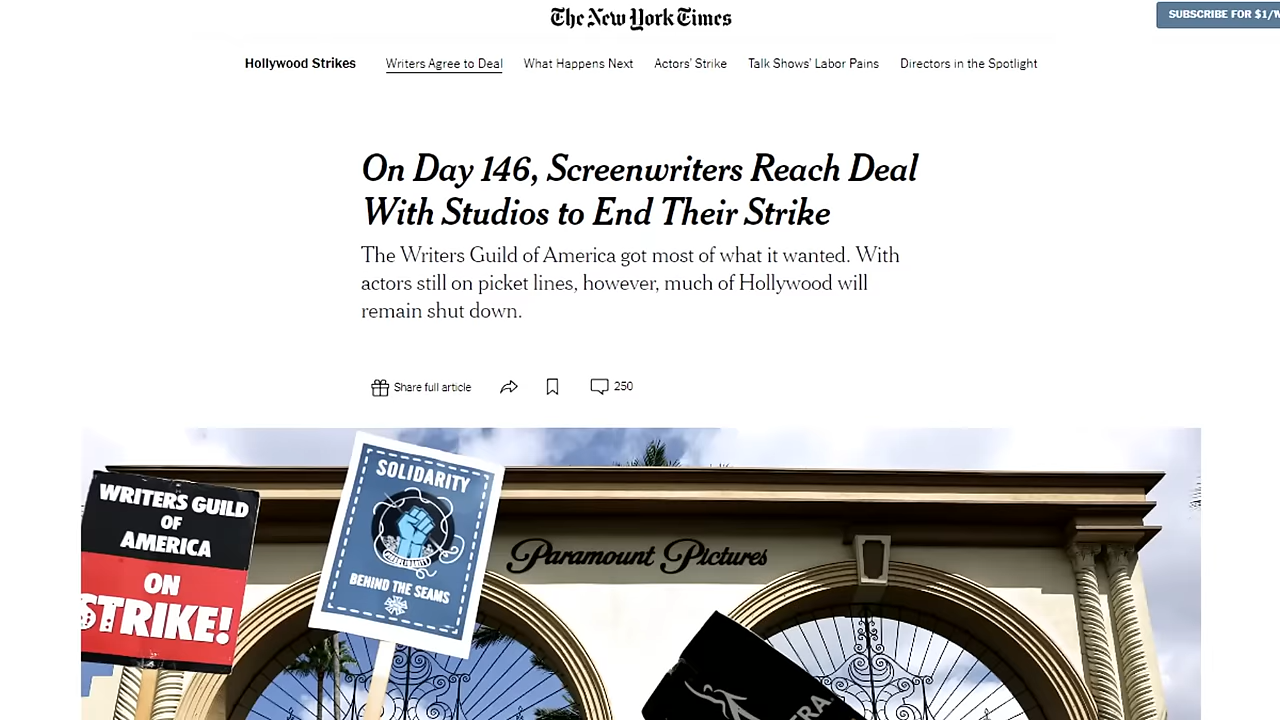 The New York Times
SUBSCRIBE FOR $1/
Hollywood Strikes
Writers Agree to Deal
What Happens Next
Actors' Strike
Talk Shows' Labor Pains
Directors in the Spotlight
On Day 146, Screenwriters Reach Deal
With Studios to End Their Strike
The Writers Guild of America got most of what it wanted. With
actors still on picket lines, however, much of Hollywood will
remain shut down.
Share full article
250
WRITERS GUILD
OF
AMERICA
ON
STRIKE!
SOLIDARITY
BEHIND THE SEAMS
Paramount Pictures